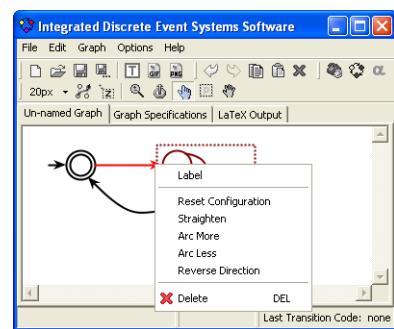 Integrated Discrete Event Systems Software
File Edit Graph Options Help
T α
20px
Un-named Graph Graph Specifications LaTeX Output
Label
Reset Configuration
Straighten
Arc More
Arc Less
Reverse Direction
Delete DEL
Last Transition Code: none